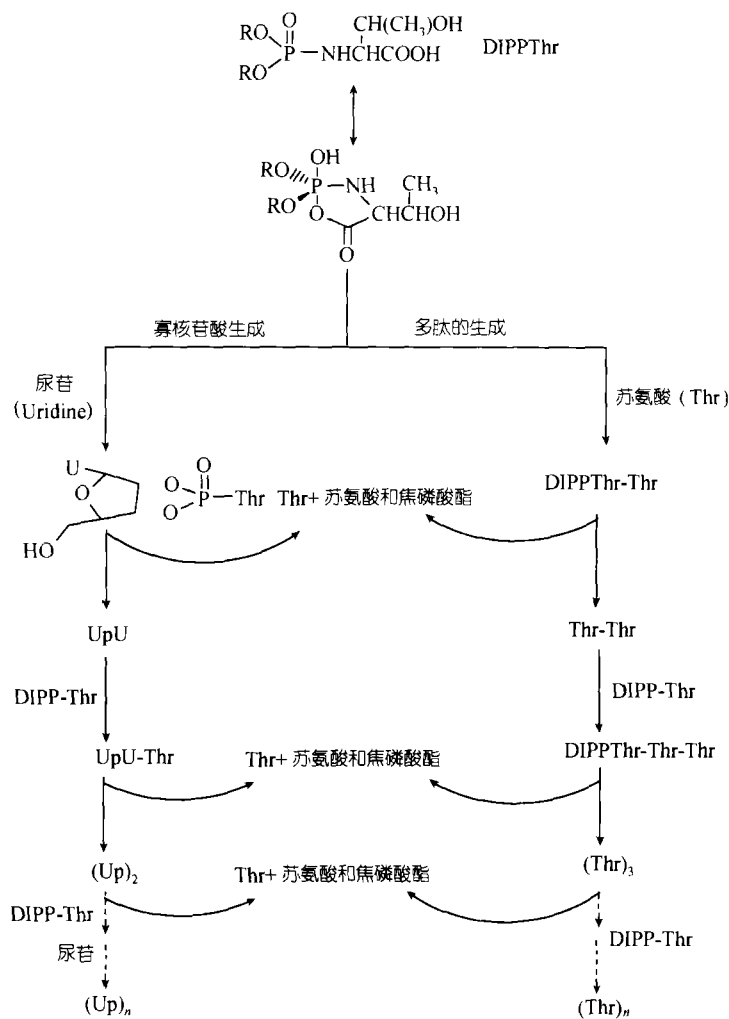 O
CH(CH3)OH
RO
P
NHCHCOOH
DIPPThr
RO
OH
RO
P
NH
CH3
RO
O
CHCHOH
O
寡核苷酸生成
多肽的生成
尿苷
(Uridine)
苏氨酸 (Thr)
U
O
HO
O
O
P
Thr
O
Thr+ 苏氨酸和焦磷酸酯
DIPPThr-Thr
UpU
Thr-Thr
DIPP-Thr
DIPP-Thr
UpU-Thr
Thr+ 苏氨酸和焦磷酸酯
DIPPThr-Thr-Thr
(Up)2
Thr+ 苏氨酸和焦磷酸酯
(Thr)3
DIPP-Thr
DIPP-Thr
尿苷
(Up)n
(Thr)n